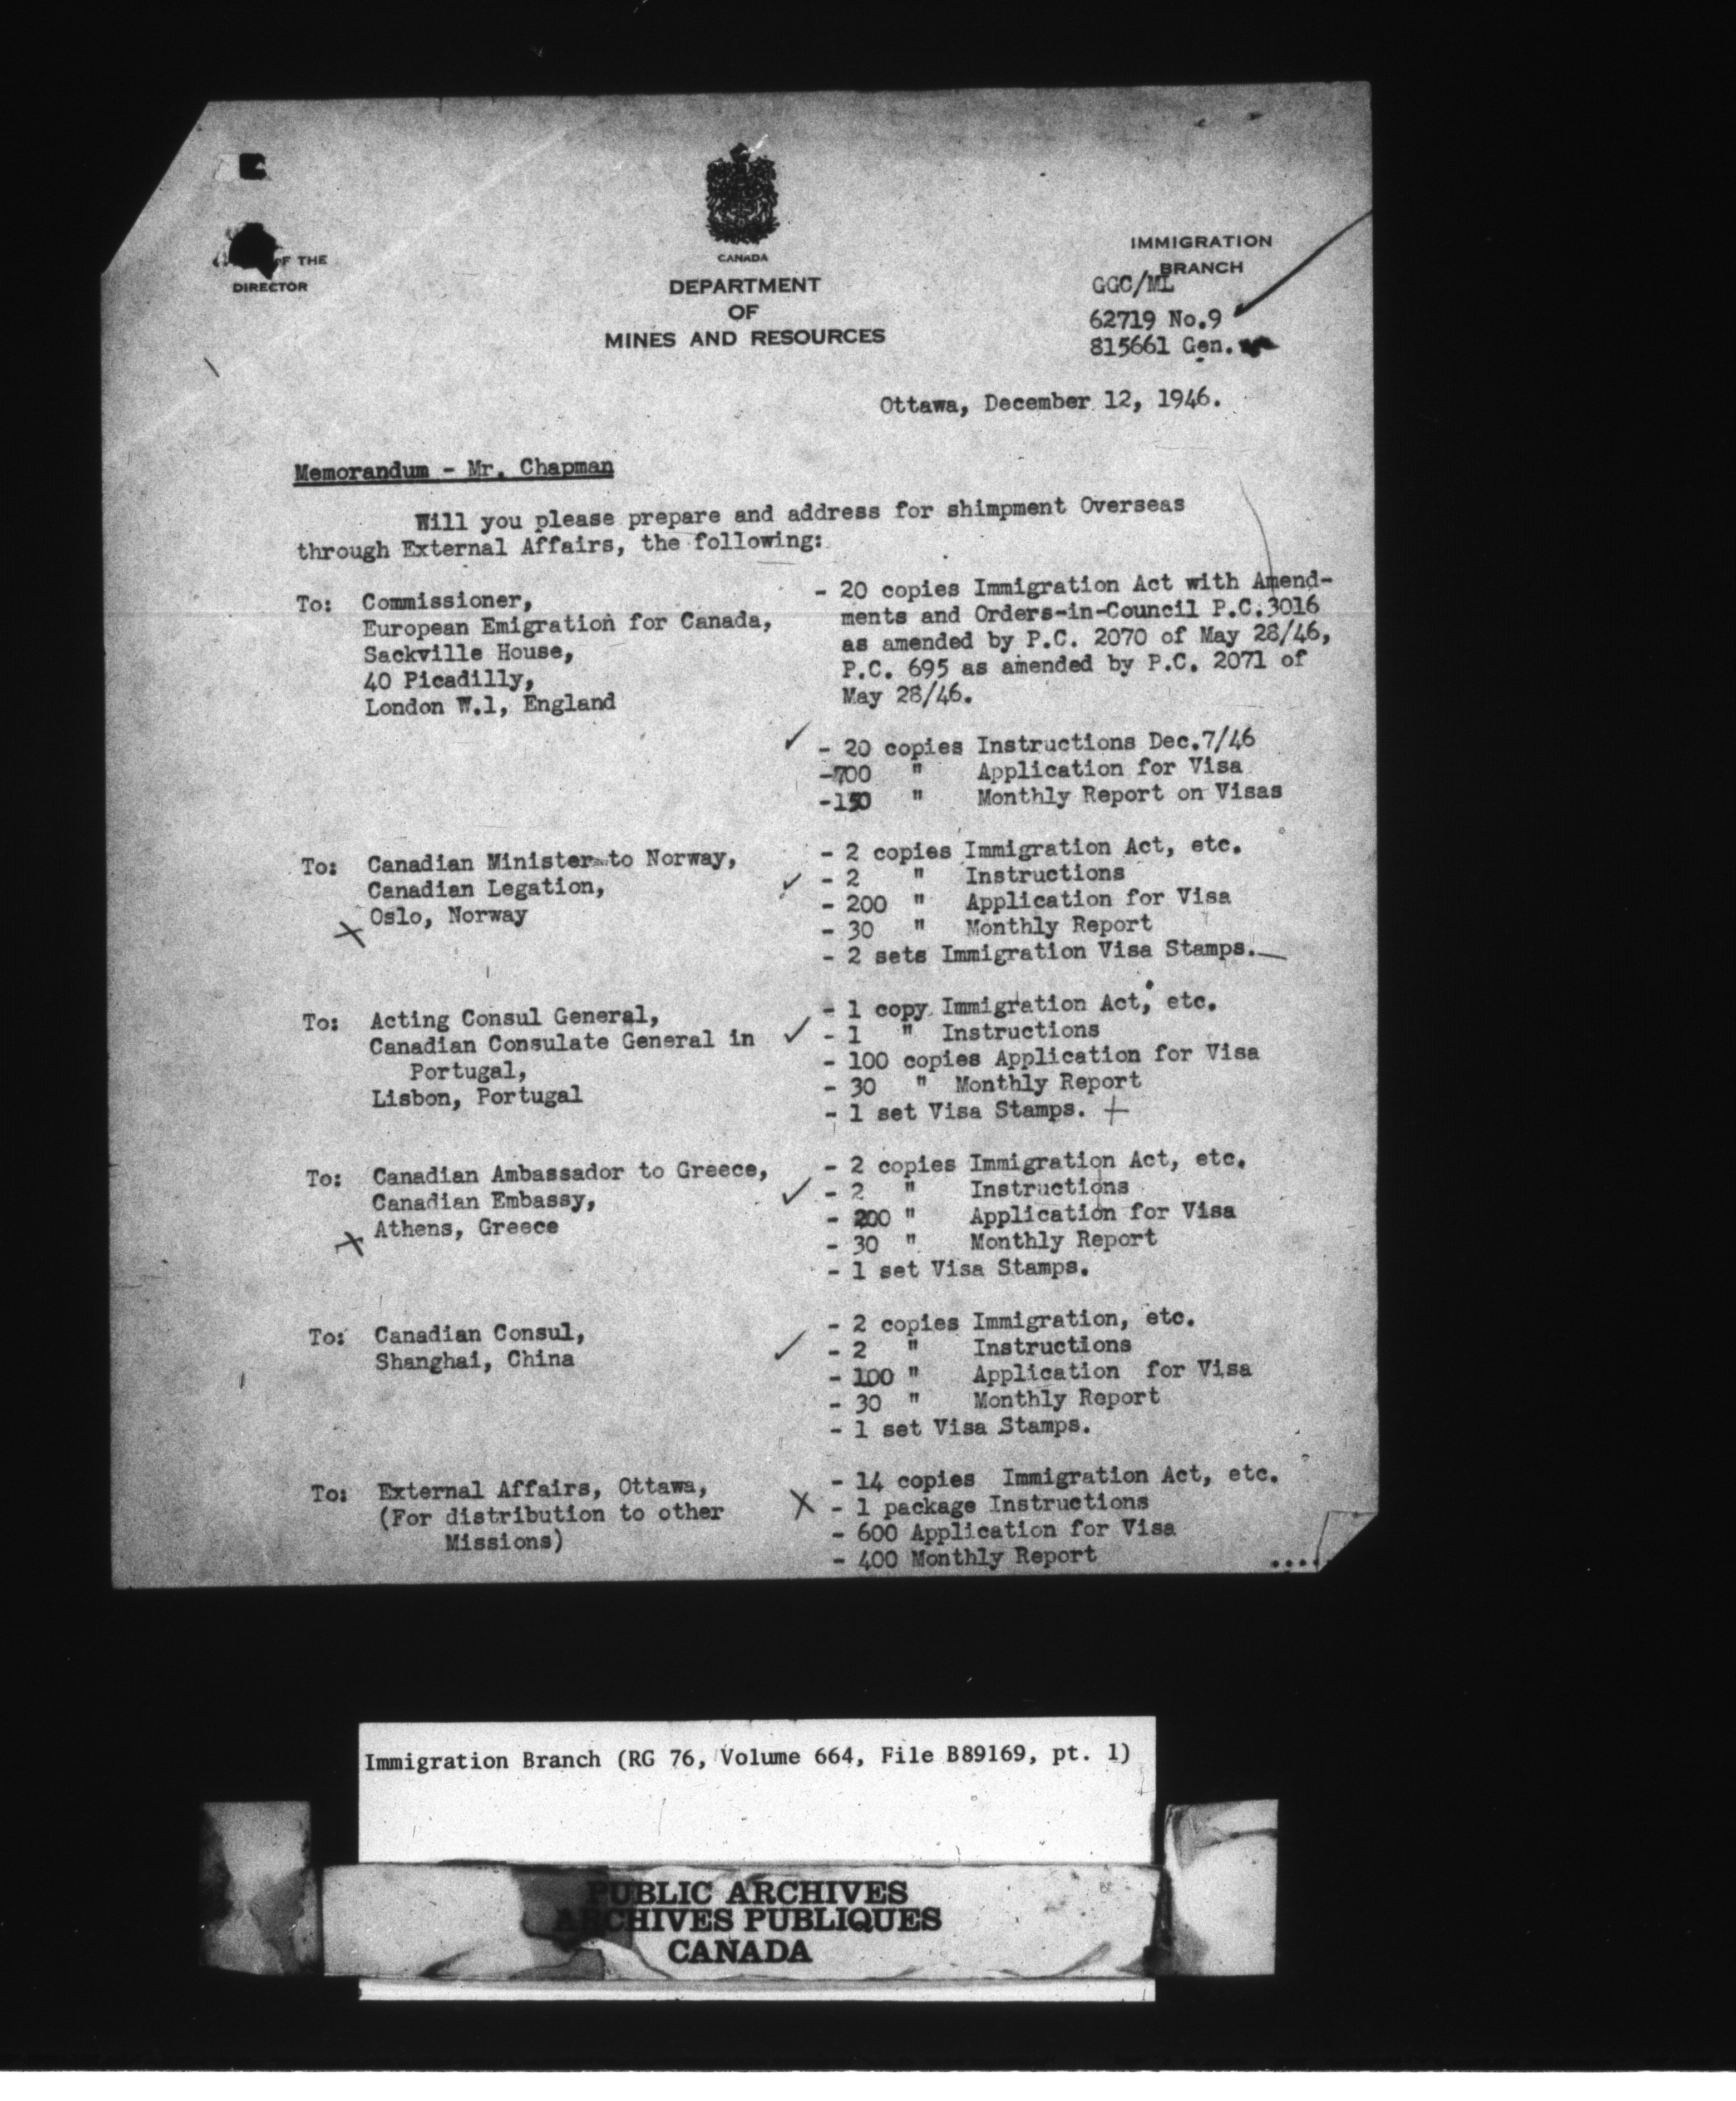 OF THE
DIRECTOR
CANADA
DEPARTMENT
OF
MINES AND RESOURCES
IMMIGRATION
BRANCH
GGC/ML
62719 No.9
815661 Gen.
Ottawa, December 12, 1946.
Memorandum - Mr. Chapman
Will you please prepare and address for shimpment Overseas
through External Affairs, the following:
To: Commissioner,
European Emigration for Canada,
Sackville House,
40 Picadilly,
London W.1, England
- 20 copies Immigration Act with Amend-
ments and Orders-in-Council P.C.3016
as amended by P.C. 2070 of May 28/46,
P.C. 695 as amended by P.C. 2071 of
May 28/46.
✓ - 20 copies Instructions Dec.7/46
-700 " Application for Visa
-150 " Monthly Report on Visas
To: Canadian Minister to Norway,
Canadian Legation,
X Oslo, Norway
- 2 copies Immigration Act, etc.
✓ - 2 " Instructions
- 200 " Application for Visa
- 30 " Monthly Report
- 2 sets Immigration Visa Stamps.
To: Acting Consul General,
Canadian Consulate General in
Portugal,
Lisbon, Portugal
- 1 copy Immigration Act, etc.
✓ - 1 " Instructions
- 100 copies Application for Visa
- 30 " Monthly Report
- 1 set Visa Stamps. +
To: Canadian Ambassador to Greece,
Canadian Embassy,
X Athens, Greece
- 2 copies Immigration Act, etc.
✓ - 2 " Instructions
- 200 " Application for Visa
- 30 " Monthly Report
- 1 set Visa Stamps.
To: Canadian Consul,
Shanghai, China
- 2 copies Immigration, etc.
✓ - 2 " Instructions
- 100 " Application for Visa
- 30 " Monthly Report
- 1 set Visa Stamps.
To: External Affairs, Ottawa,
(For distribution to other
Missions)
- 14 copies Immigration Act, etc.
X - 1 package Instructions
- 600 Application for Visa
- 400 Monthly Report
....
Immigration Branch (RG 76, Volume 664, File B89169, pt. 1)
PUBLIC ARCHIVES
ARCHIVES PUBLIQUES
CANADA